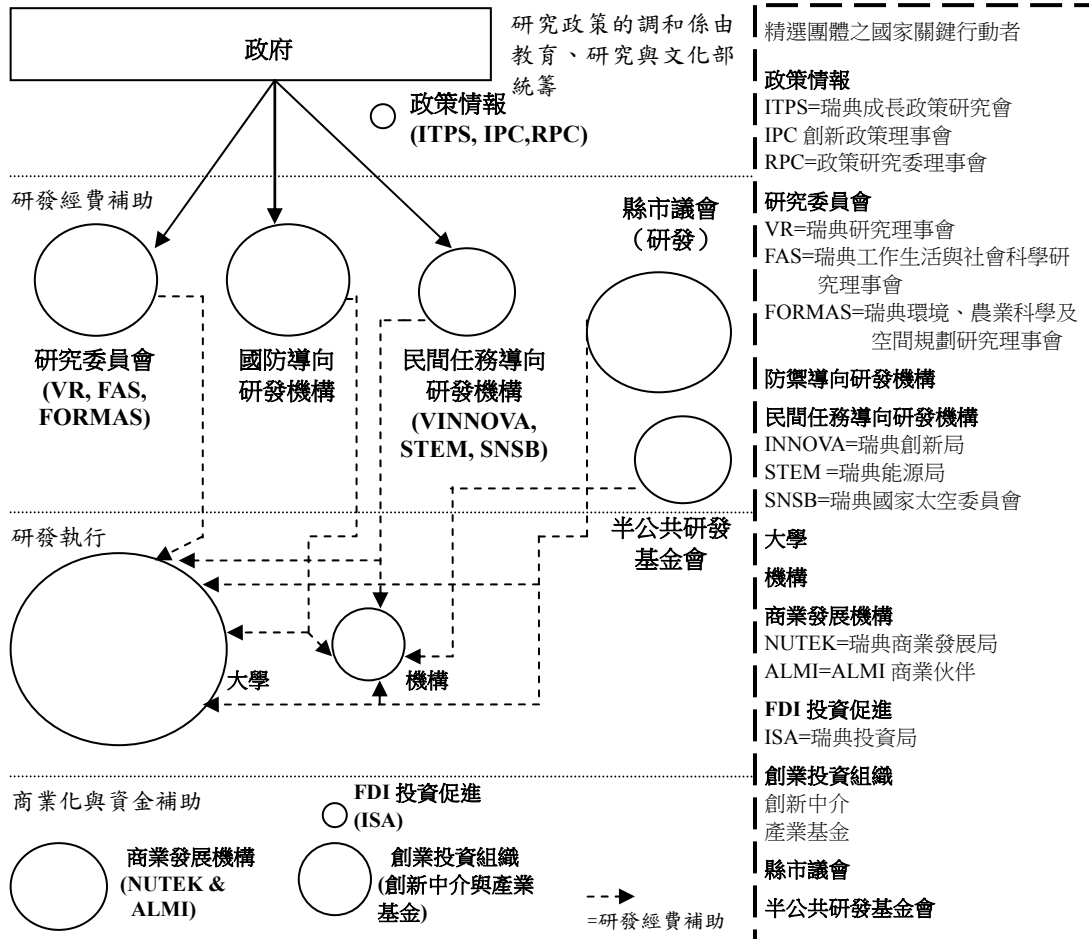 政府
研究政策的調和係由
教育、研究與文化部
統籌
政策情報
(ITPS, IPC,RPC)
研發經費補助
縣市議會
（研發）
研究委員會
(VR, FAS,
FORMAS)
國防導向
研發機構
民間任務導向
研發機構
(VINNOVA,
STEM, SNSB)
半公共研發
基金會
研發執行
大學
機構
商業化與資金補助
FDI 投資促進
(ISA)
商業發展機構
(NUTEK &
ALMI)
創業投資組織
(創新中介與產業
基金)
=研發經費補助
精選團體之國家關鍵行動者
政策情報
ITPS=瑞典成長政策研究會
IPC 創新政策理事會
RPC=政策研究委理事會
研究委員會
VR=瑞典研究理事會
FAS=瑞典工作生活與社會科學研
究理事會
FORMAS=瑞典環境、農業科學及
空間規劃研究理事會
防禦導向研發機構
民間任務導向研發機構
INNOVA=瑞典創新局
STEM =瑞典能源局
SNSB=瑞典國家太空委員會
大學
機構
商業發展機構
NUTEK=瑞典商業發展局
ALMI=ALMI 商業伙伴
FDI 投資促進
ISA=瑞典投資局
創業投資組織
創新中介
產業基金
縣市議會
半公共研發基金會